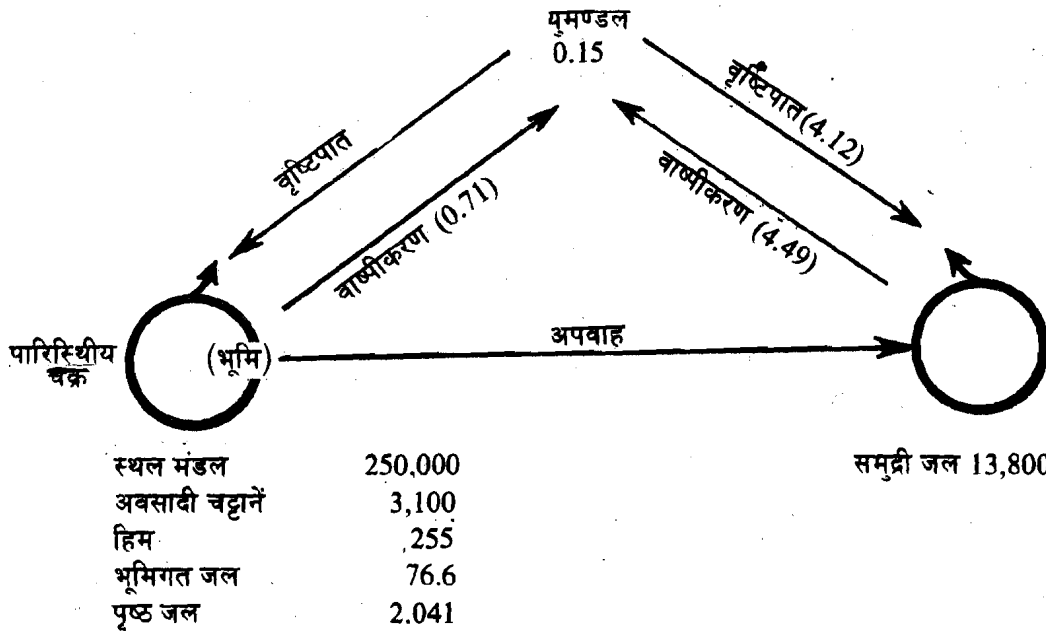 युमण्डल
0.15
वृष्टिपात
वाष्पीकरण (0.71)
वृष्टिपात(4.12)
वाष्पीकरण (4.49)
पारिस्थीय
चक्र
(भूमि)
अपवाह
स्थल मंडल 250,000
अवसादी चट्टानें 3,100
हिम 255
भूमिगत जल 76.6
पृष्ठ जल 2.041
समुद्री जल 13,800